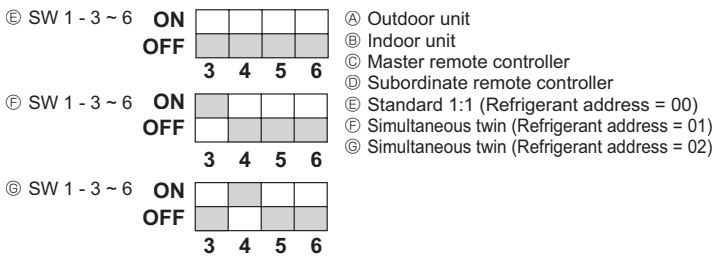 Ⓔ SW 1 - 3 ~ 6 ON
OFF
3 4 5 6
Ⓕ SW 1 - 3 ~ 6 ON
OFF
3 4 5 6
Ⓖ SW 1 - 3 ~ 6 ON
OFF
3 4 5 6
Ⓐ Outdoor unit
Ⓑ Indoor unit
Ⓒ Master remote controller
Ⓓ Subordinate remote controller
Ⓔ Standard 1:1 (Refrigerant address = 00)
Ⓕ Simultaneous twin (Refrigerant address = 01)
Ⓖ Simultaneous twin (Refrigerant address = 02)